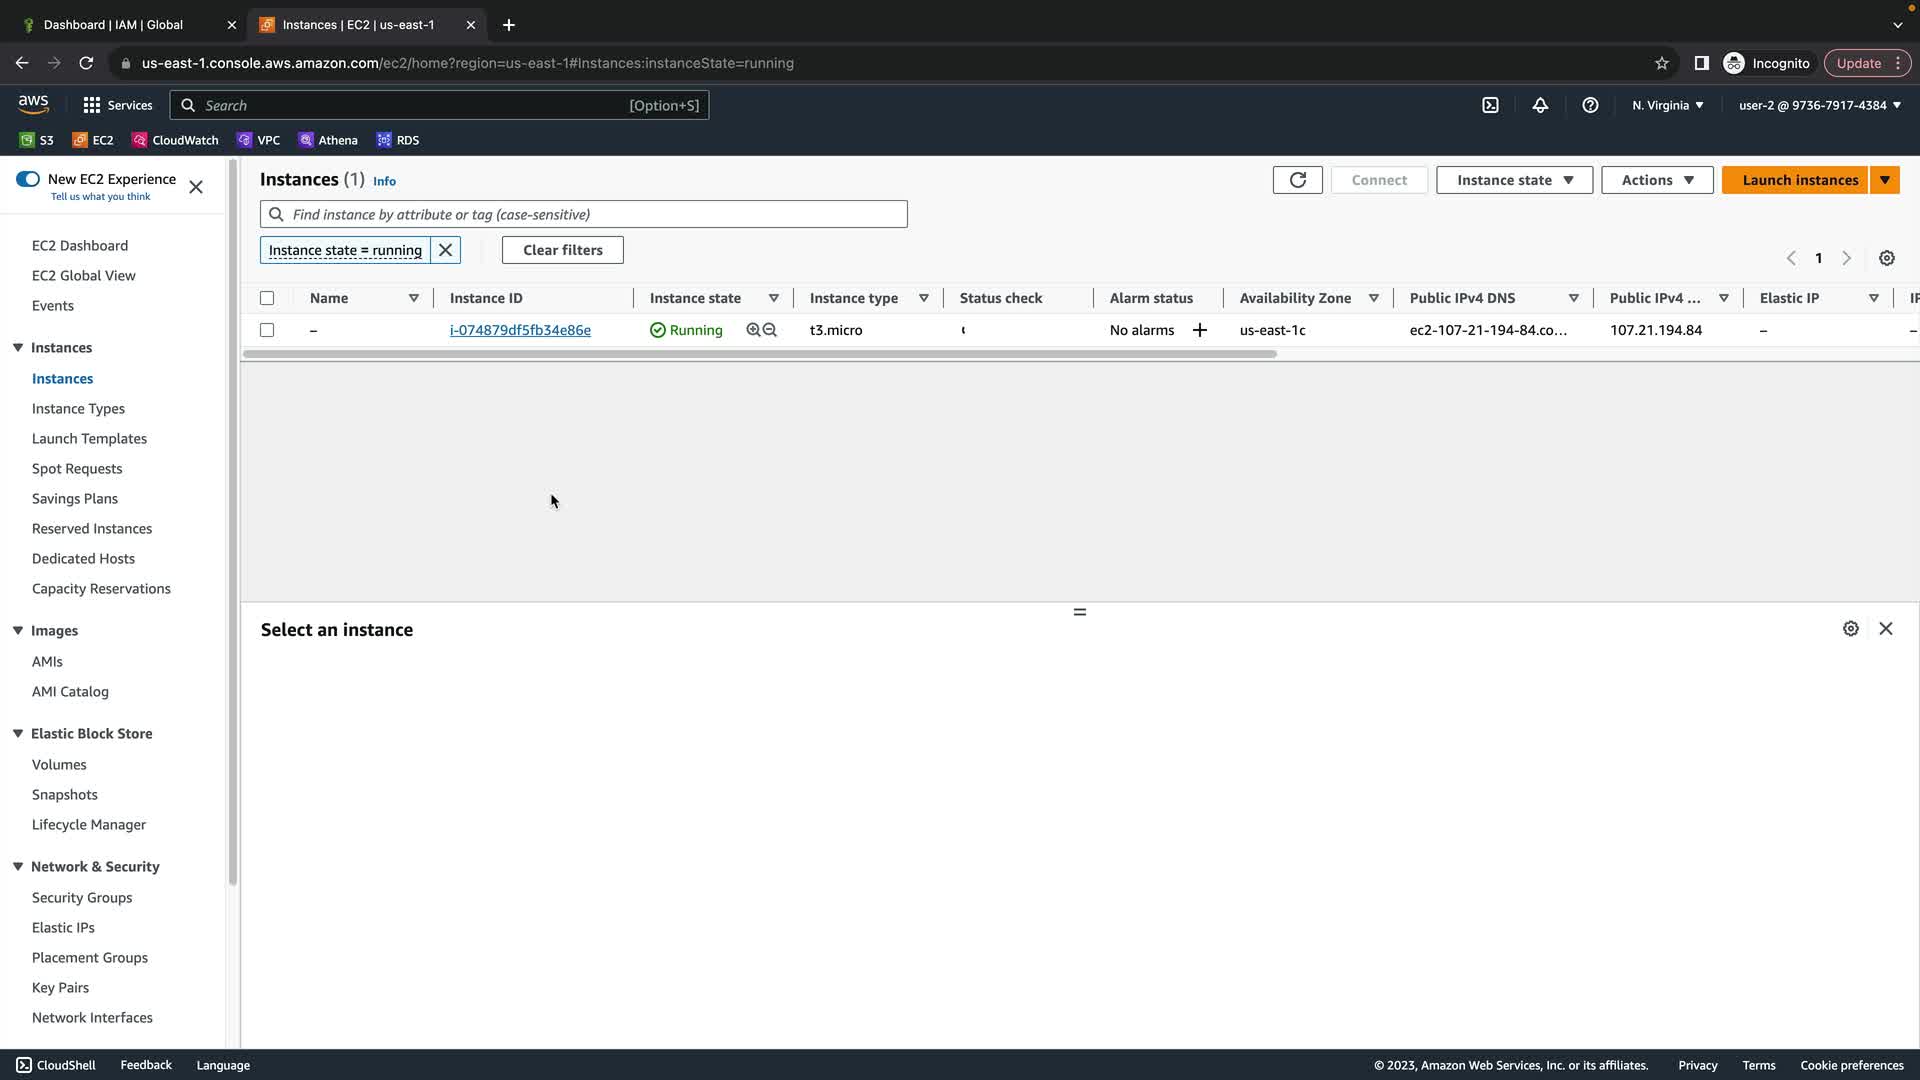 Dashboard | IAM | Global
Instances | EC2 | us-east-1
us-east-1.console.aws.amazon.com/ec2/home?region=us-east-1#Instances:instanceState=running
Incognito
Update
aws
Services
Search
[Option+S]
N. Virginia
user-2 @ 9736-7917-4384
S3
EC2
CloudWatch
VPC
Athena
RDS
New EC2 Experience
Tell us what you think
EC2 Dashboard
EC2 Global View
Events
Instances
Instances
Instance Types
Launch Templates
Spot Requests
Savings Plans
Reserved Instances
Dedicated Hosts
Capacity Reservations
Images
AMIs
AMI Catalog
Elastic Block Store
Volumes
Snapshots
Lifecycle Manager
Network & Security
Security Groups
Elastic IPs
Placement Groups
Key Pairs
Network Interfaces
Instances (1) Info
Connect
Instance state
Actions
Launch instances
Find instance by attribute or tag (case-sensitive)
Instance state = running
Clear filters
1
Name Instance ID Instance state Instance type Status check Alarm status Availability Zone Public IPv4 DNS Public IPv4 ... Elastic IP IP
– i-074879df5fb34e86e Running t3.micro No alarms + us-east-1c ec2-107-21-194-84.co... 107.21.194.84 – –
Select an instance
CloudShell
Feedback
Language
© 2023, Amazon Web Services, Inc. or its affiliates.
Privacy
Terms
Cookie preferences